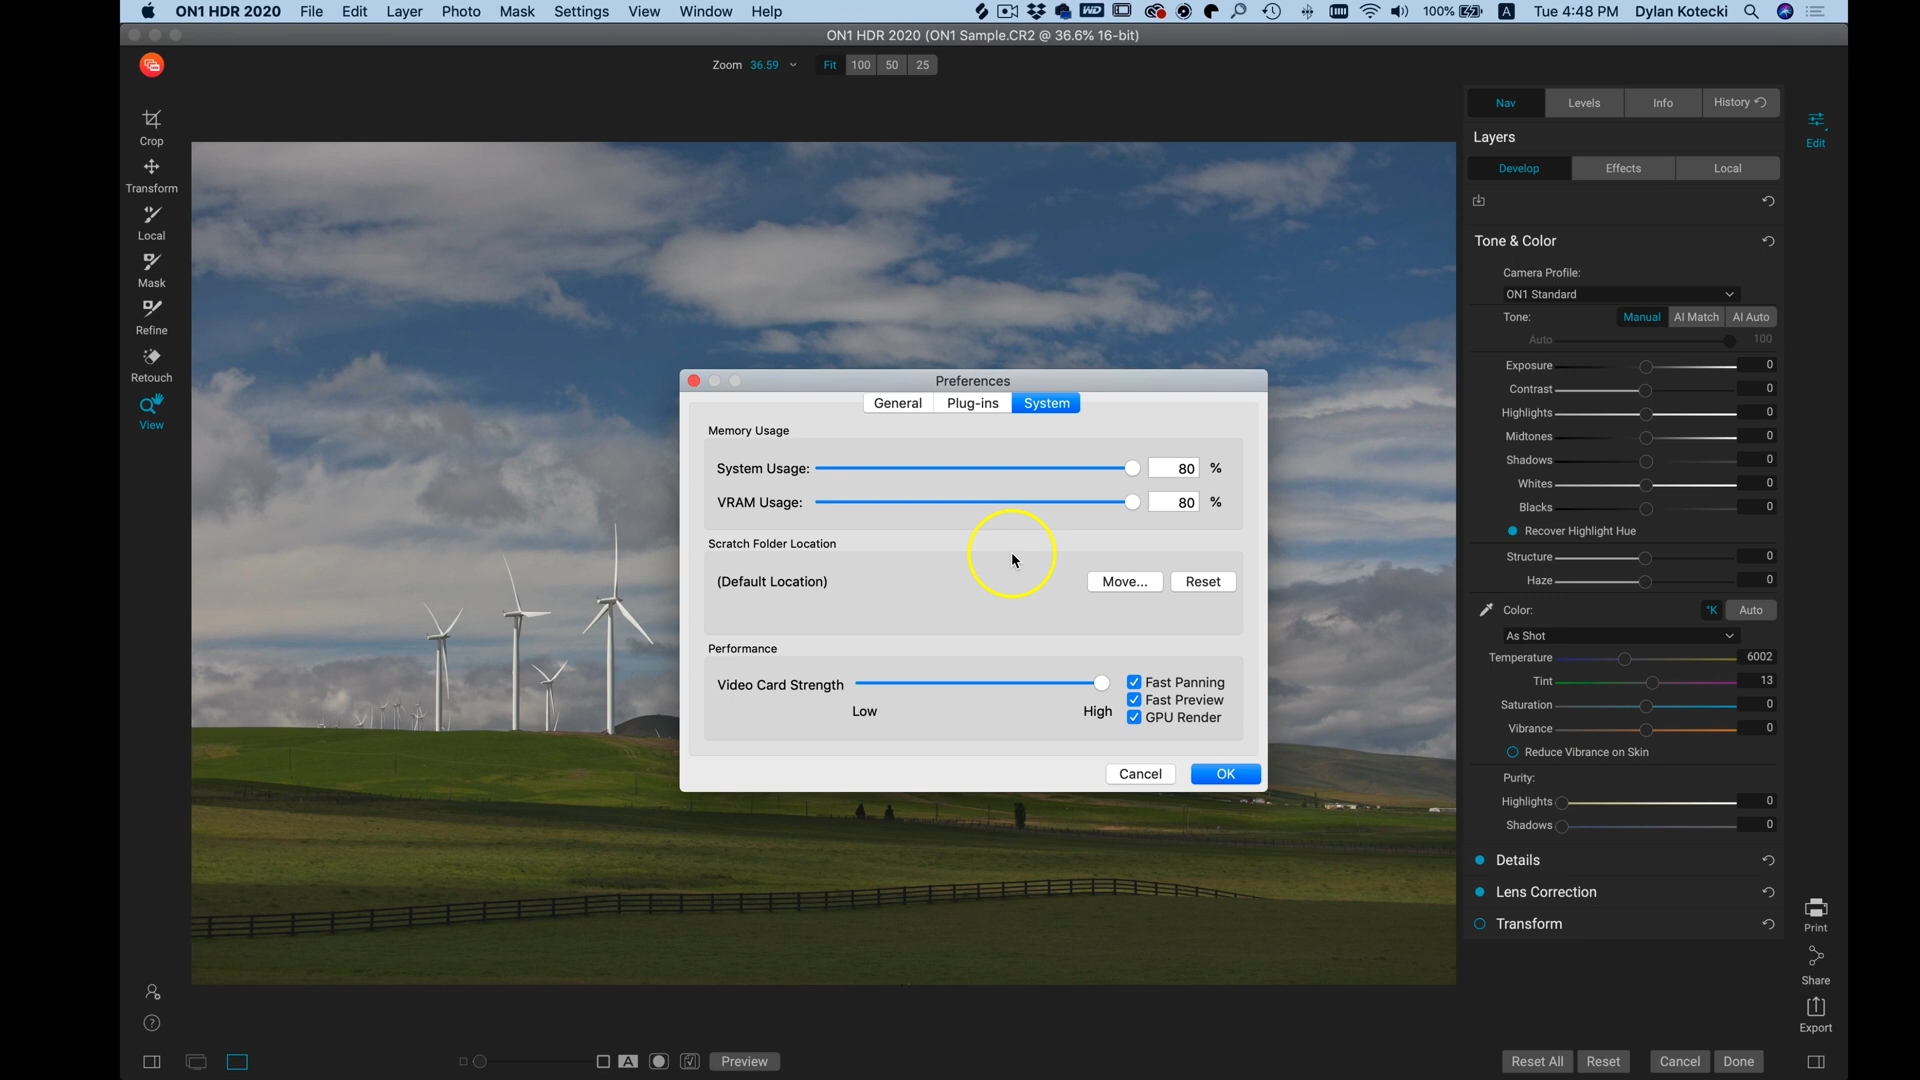 ON1 HDR 2020 File Edit Layer Photo Mask Settings View Window Help WD 100% A Tue 4:48 PM Dylan Kotecki
ON1 HDR 2020 (ON1 Sample.CR2 @ 36.6% 16-bit)
Zoom 36.59 Fit 100 50 25
Crop
Transform
Local
Mask
Refine
Retouch
View
Preferences
General Plug-ins System
Memory Usage
System Usage: 80 %
VRAM Usage: 80 %
Scratch Folder Location
(Default Location) Move... Reset
Performance
Video Card Strength
Low High
Fast Panning
Fast Preview
GPU Render
Cancel OK
Nav Levels Info History
Layers
Develop Effects Local
Tone & Color
Camera Profile:
ON1 Standard
Tone: Manual AI Match AI Auto
Auto 100
Exposure 0
Contrast 0
Highlights 0
Midtones 0
Shadows 0
Whites 0
Blacks 0
Recover Highlight Hue
Structure 0
Haze 0
Color: °K Auto
As Shot
Temperature 6002
Tint 13
Saturation 0
Vibrance 0
Reduce Vibrance on Skin
Purity:
Highlights 0
Shadows 0
Details
Lens Correction
Transform
Edit
Print
Share
Export
?
A Preview
Reset All Reset Cancel Done